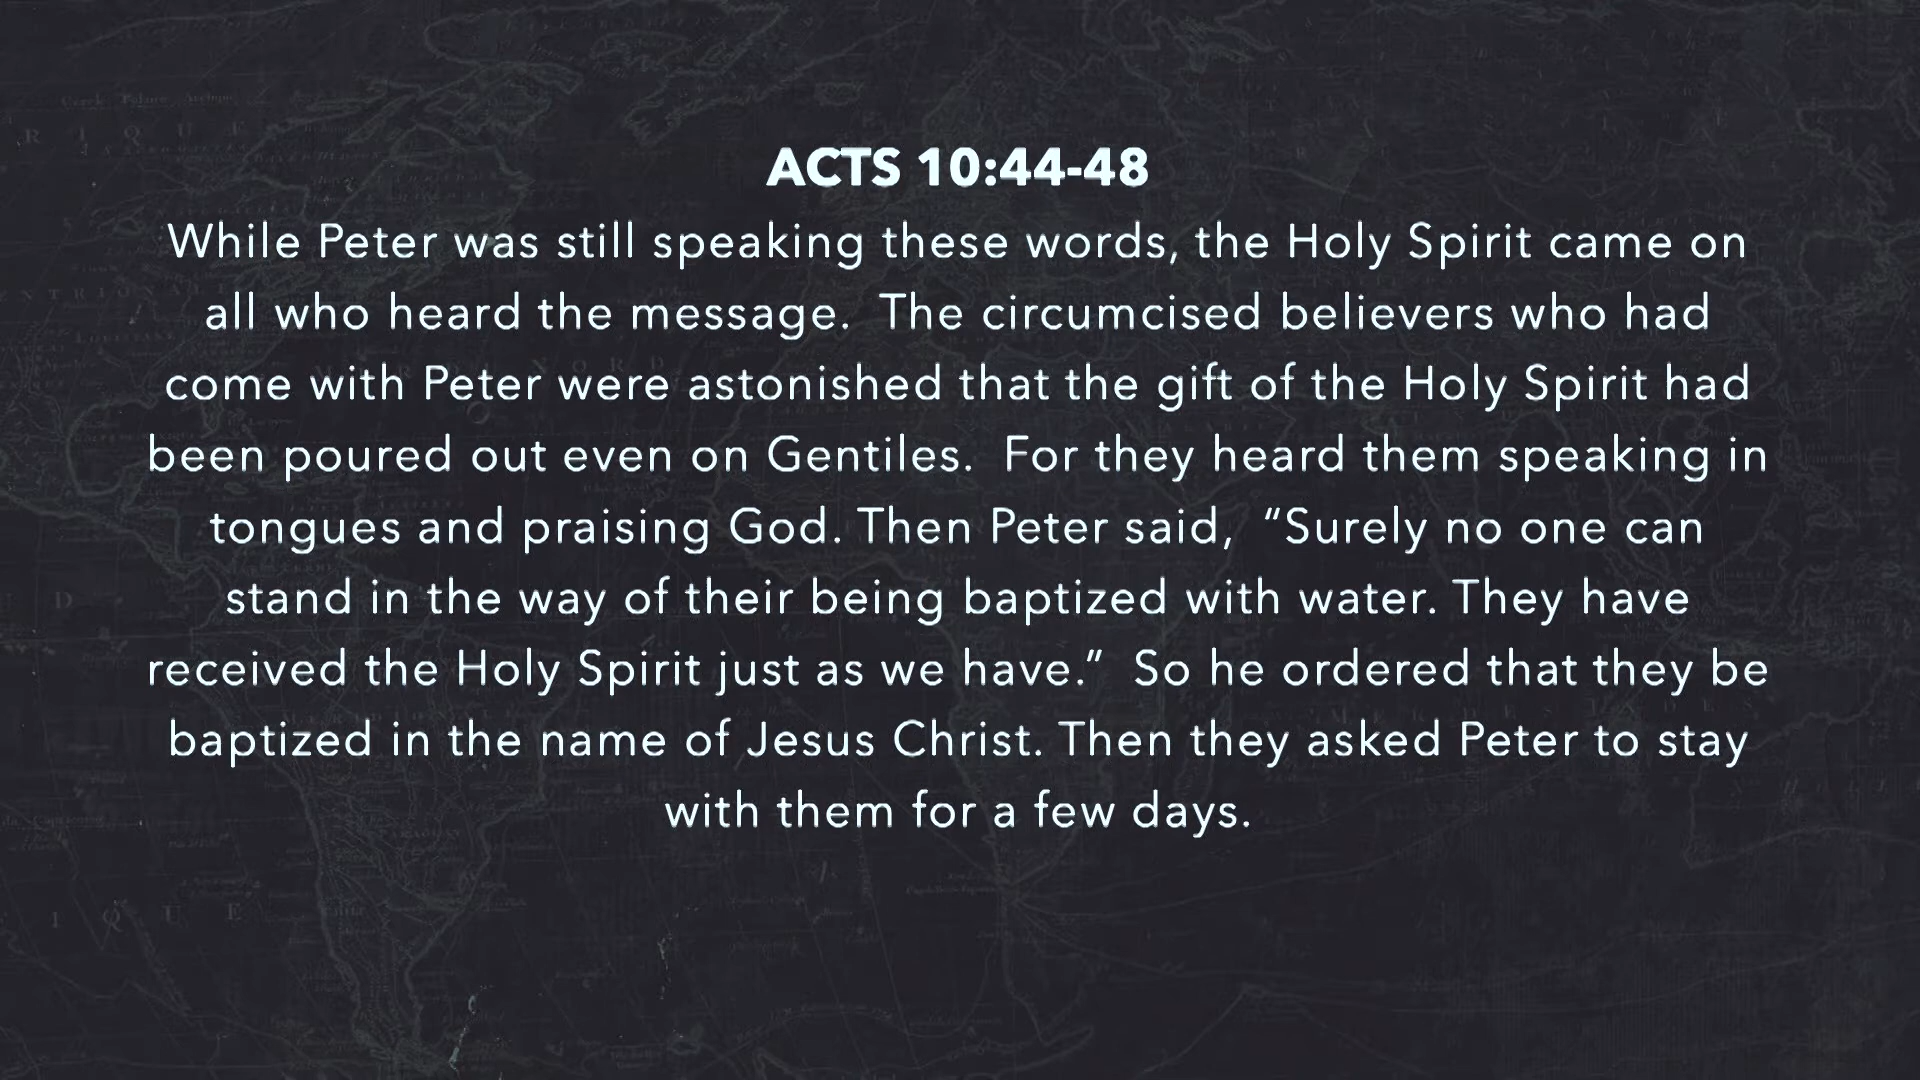 ACTS 10:44-48
While Peter was still speaking these words, the Holy Spirit came on
all who heard the message.  The circumcised believers who had
come with Peter were astonished that the gift of the Holy Spirit had
been poured out even on Gentiles.  For they heard them speaking in
tongues and praising God. Then Peter said,  “Surely no one can
stand in the way of their being baptized with water. They have
received the Holy Spirit just as we have.”  So he ordered that they be
baptized in the name of Jesus Christ. Then they asked Peter to stay
with them for a few days.